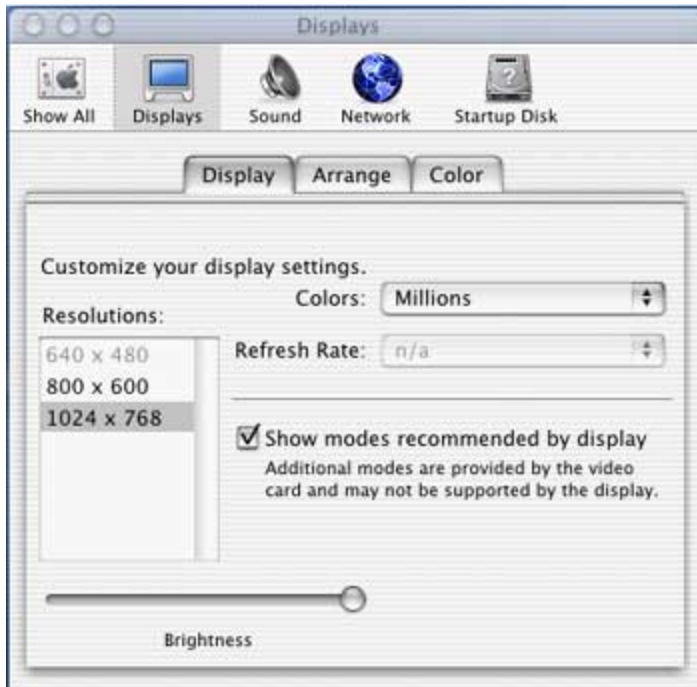 Displays
Show All Displays Sound Network Startup Disk
Display Arrange Color
Customize your display settings.
Colors: Millions
Resolutions:
Refresh Rate: n/a
640 x 480
800 x 600
1024 x 768
Show modes recommended by display
Additional modes are provided by the video
card and may not be supported by the display.
Brightness